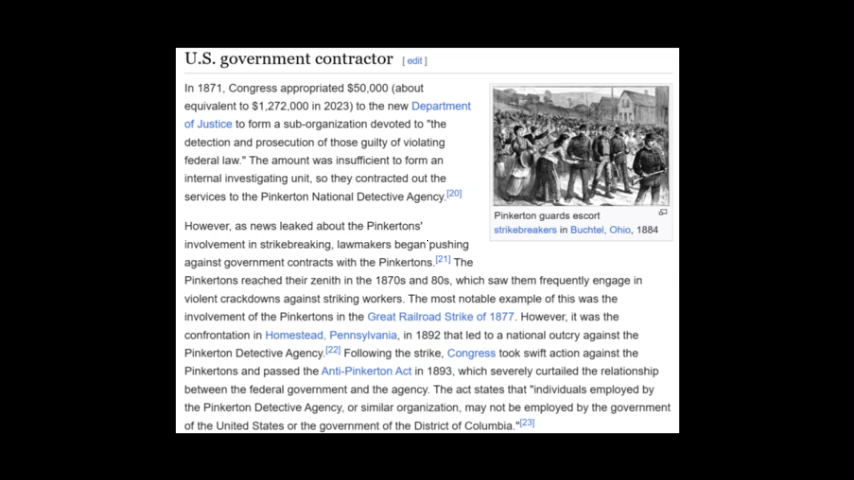 U.S. government contractor [ edit ]
In 1871, Congress appropriated $50,000 (about
equivalent to $1,272,000 in 2023) to the new Department
of Justice to form a sub-organization devoted to "the
detection and prosecution of those guilty of violating
federal law." The amount was insufficient to form an
internal investigating unit, so they contracted out the
services to the Pinkerton National Detective Agency.[20]
Pinkerton guards escort
strikebreakers in Buchtel, Ohio, 1884
However, as news leaked about the Pinkertons'
involvement in strikebreaking, lawmakers began pushing
against government contracts with the Pinkertons.[21] The
Pinkertons reached their zenith in the 1870s and 80s, which saw them frequently engage in
violent crackdowns against striking workers. The most notable example of this was the
involvement of the Pinkertons in the Great Railroad Strike of 1877. However, it was the
confrontation in Homestead, Pennsylvania, in 1892 that led to a national outcry against the
Pinkerton Detective Agency.[22] Following the strike, Congress took swift action against the
Pinkertons and passed the Anti-Pinkerton Act in 1893, which severely curtailed the relationship
between the federal government and the agency. The act states that "individuals employed by
the Pinkerton Detective Agency, or similar organization, may not be employed by the government
of the United States or the government of the District of Columbia."[23]